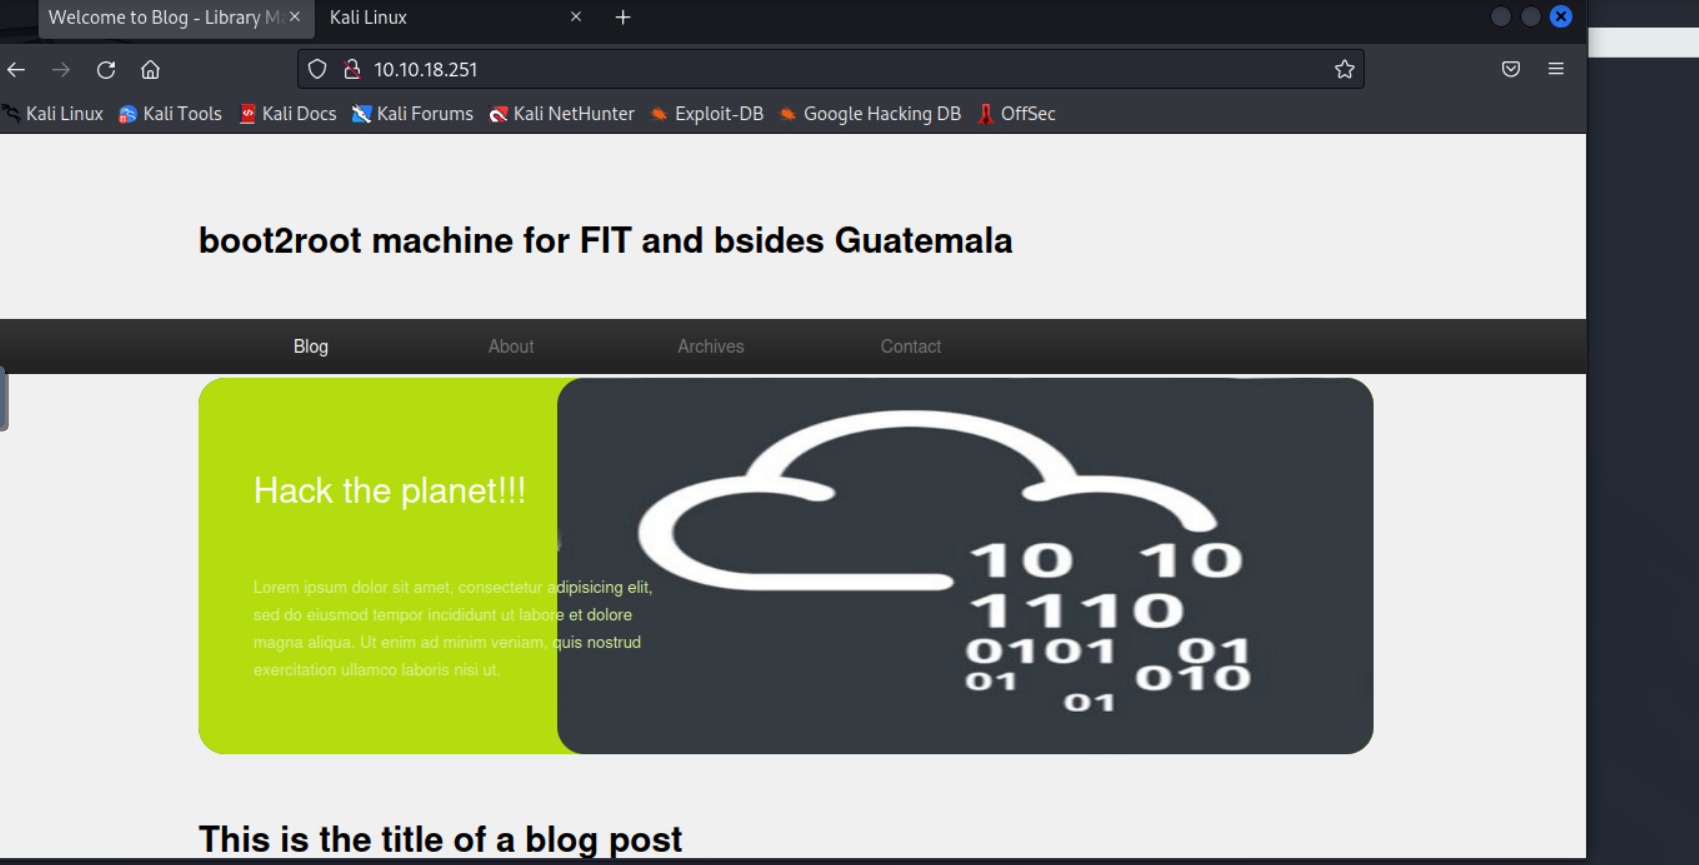 Welcome to Blog - Library Ma
Kali Linux
10.10.18.251
Kali Linux Kali Tools Kali Docs Kali Forums Kali NetHunter Exploit-DB Google Hacking DB OffSec
boot2root machine for FIT and bsides Guatemala
Blog About Archives Contact
Hack the planet!!!
Lorem ipsum dolor sit amet, consectetur adipisicing elit,
sed do eiusmod tempor incididunt ut labore et dolore
magna aliqua. Ut enim ad minim veniam, quis nostrud
exercitation ullamco laboris nisi ut.
10 10
1110
0101 01
01 010
01
This is the title of a blog post